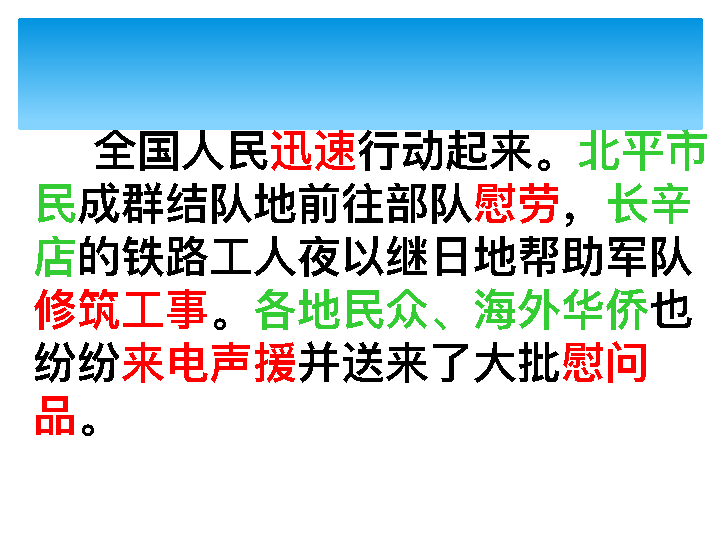 全国人民迅速行动起来。北平市
民成群结队地前往部队慰劳，长辛
店的铁路工人夜以继日地帮助军队
修筑工事。各地民众、海外华侨也
纷纷来电声援并送来了大批慰问
品。